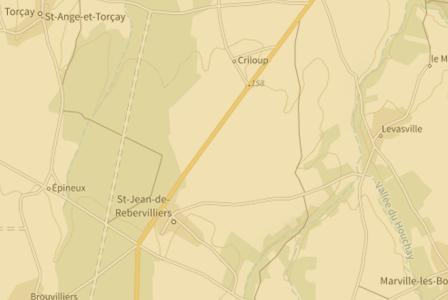 Torçay
St-Ange-et-Torçay
Criloup
158
le M
Levasville
Épineux
St-Jean-de-
Rebervilliers
Vallée du Houchay
Marville-les-Bo
Brouvilliers